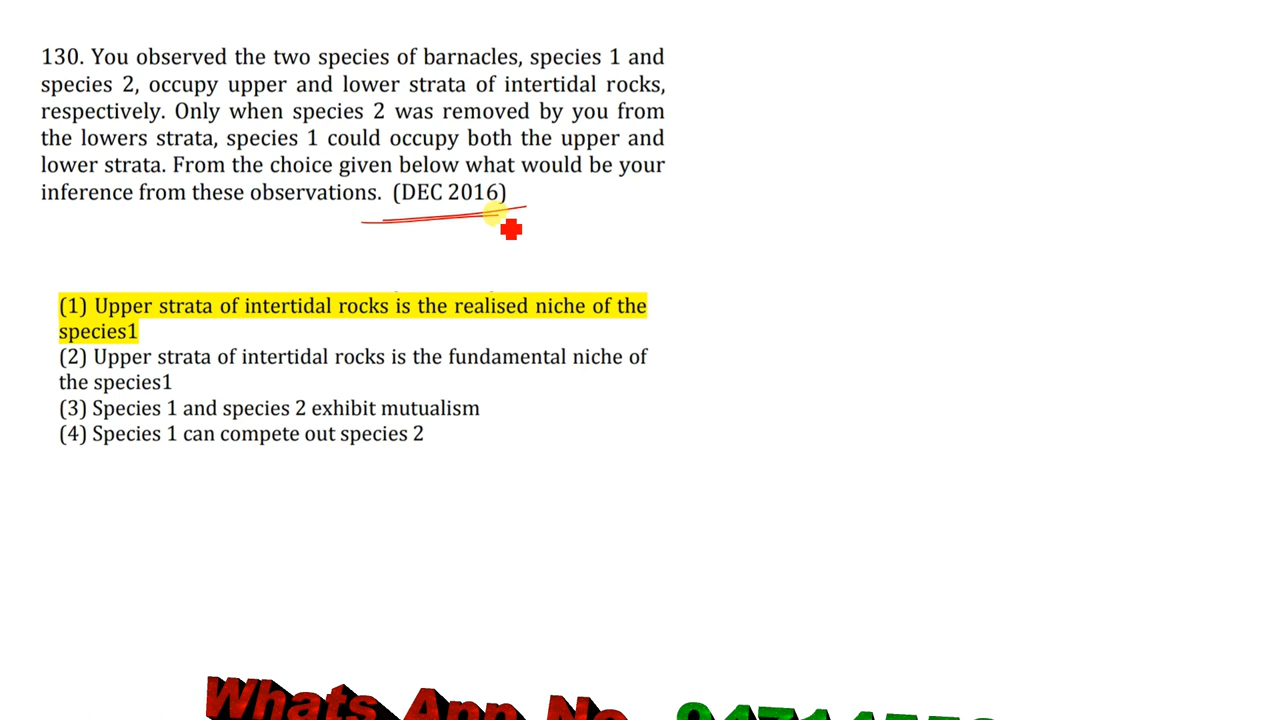 130. You observed the two species of barnacles, species 1 and
species 2, occupy upper and lower strata of intertidal rocks,
respectively. Only when species 2 was removed by you from
the lowers strata, species 1 could occupy both the upper and
lower strata. From the choice given below what would be your
inference from these observations. (DEC 2016)
(1) Upper strata of intertidal rocks is the realised niche of the
species1
(2) Upper strata of intertidal rocks is the fundamental niche of
the species1
(3) Species 1 and species 2 exhibit mutualism
(4) Species 1 can compete out species 2
Whats App No